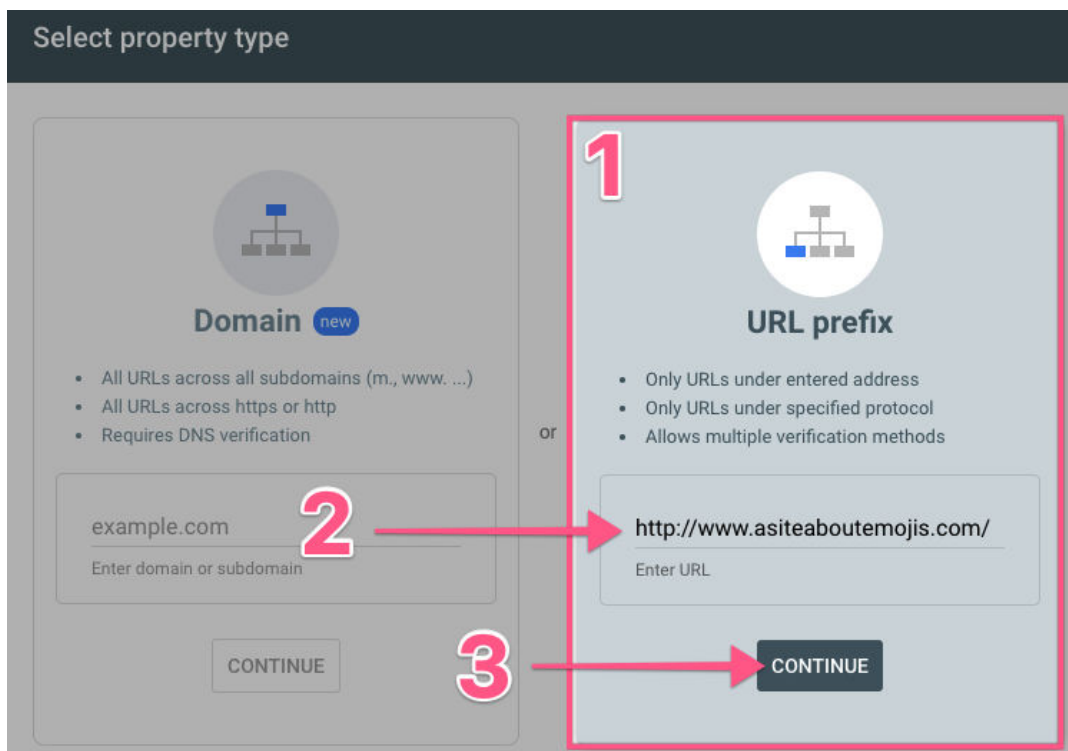 Select property type
Domain new
All URLs across all subdomains (m., www. ...)
All URLs across https or http
Requires DNS verification
example.com
Enter domain or subdomain
CONTINUE
or
1
URL prefix
Only URLs under entered address
Only URLs under specified protocol
Allows multiple verification methods
2
http://www.asiteaboutemojis.com/
Enter URL
3
CONTINUE